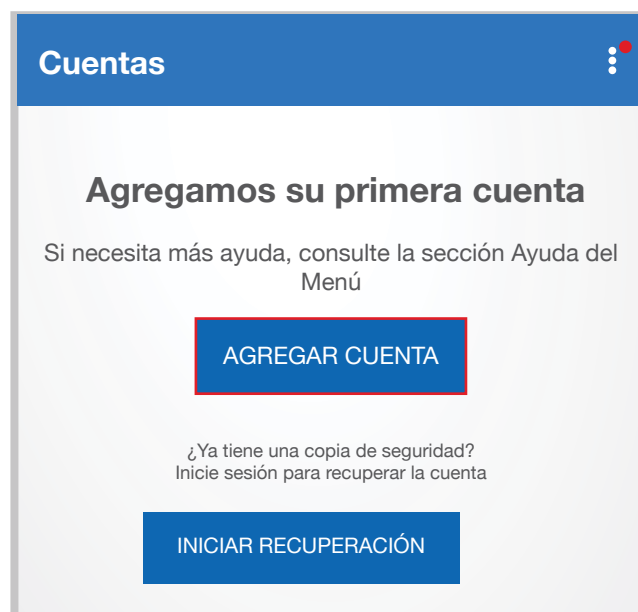 Cuentas
Agregamos su primera cuenta
Si necesita más ayuda, consulte la sección Ayuda del
Menú
AGREGAR CUENTA
¿Ya tiene una copia de seguridad?
Inicie sesión para recuperar la cuenta
INICIAR RECUPERACIÓN